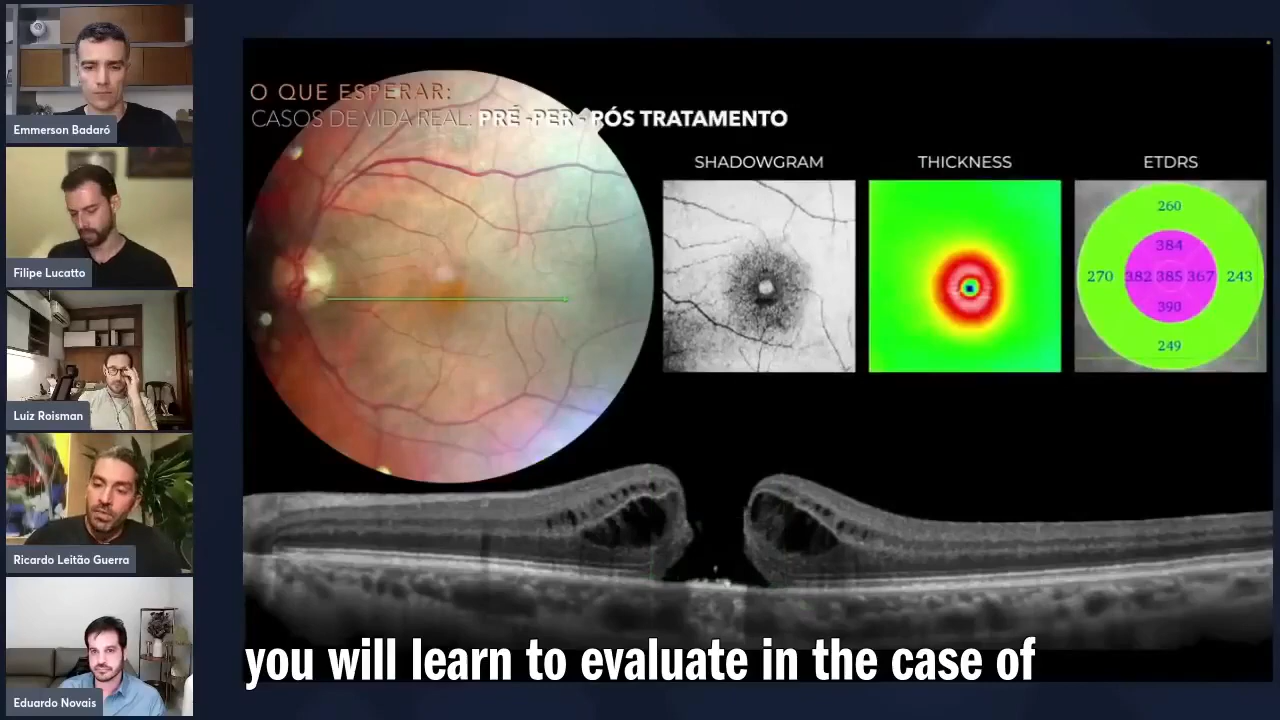 Emmerson Badaró
Filipe Lucatto
Luiz Roisman
Ricardo Leitão Guerra
Eduardo Novais
O QUE ESPERAR:
CASOS DE VIDA REAL: PRÉ -PER - PÓS TRATAMENTO
SHADOWGRAM
THICKNESS
ETDRS
260
384
270 382 385 367 243
390
249
you will learn to evaluate in the case of